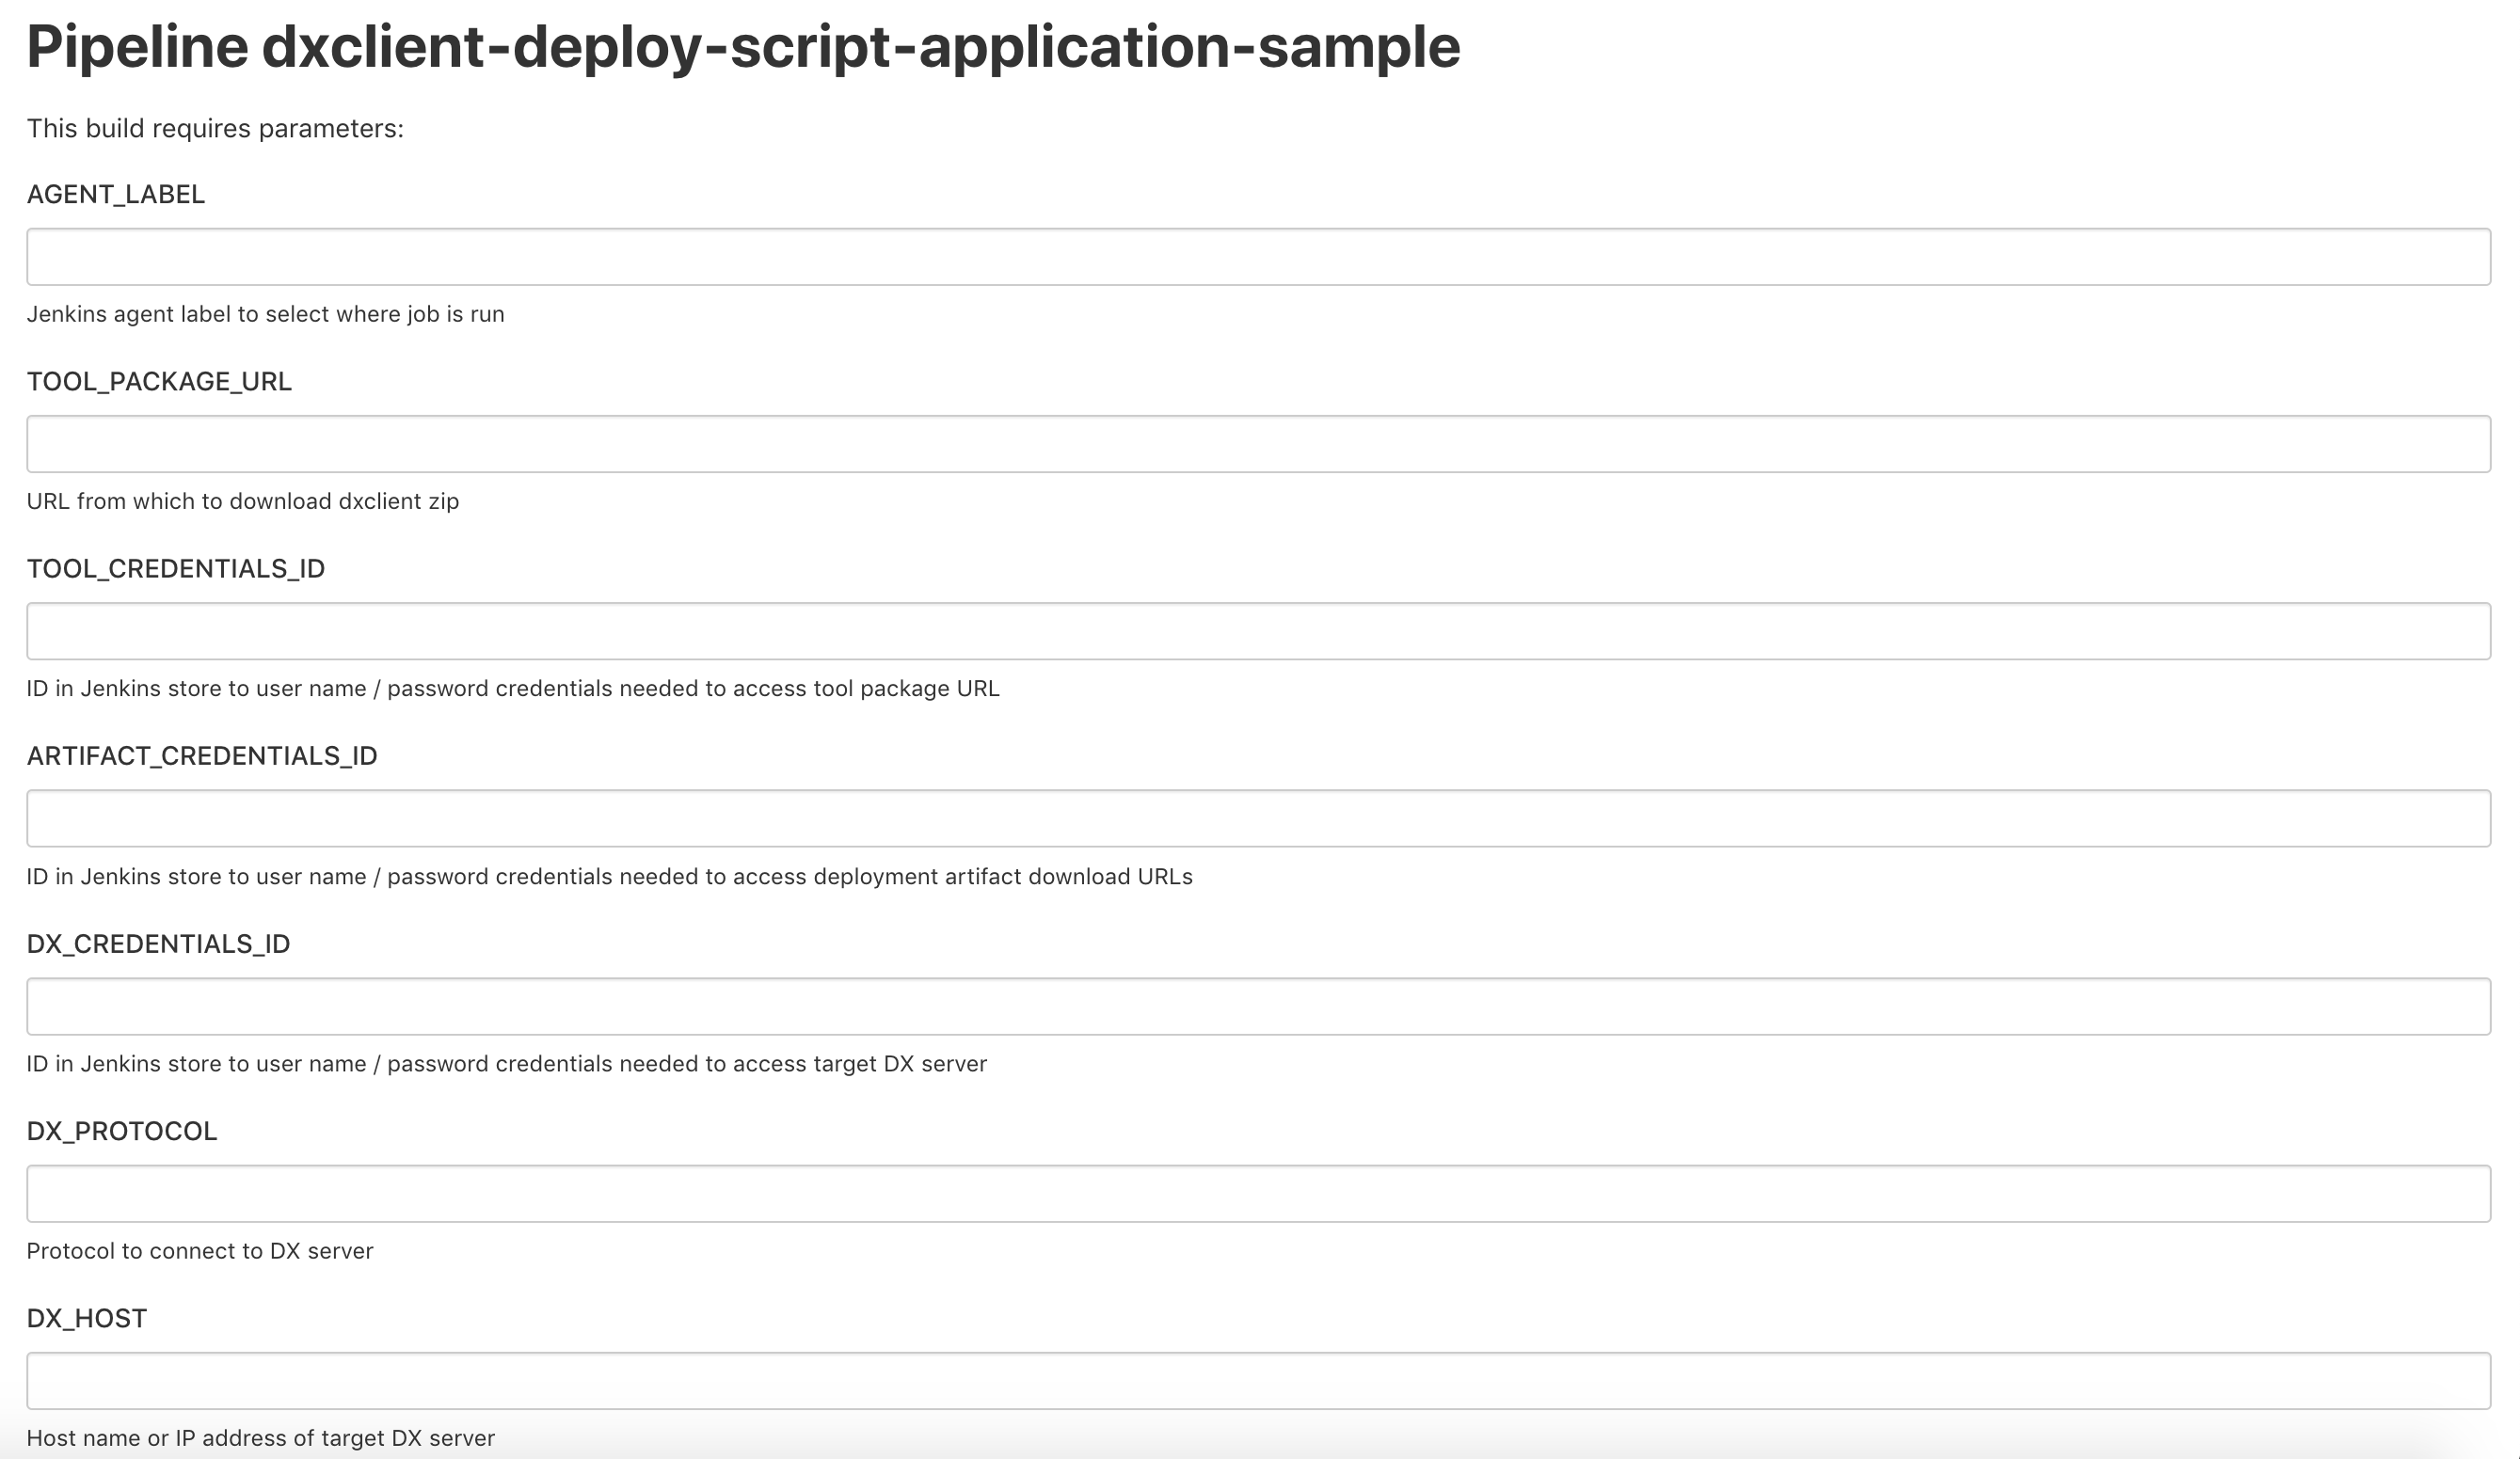 Pipeline dxclient-deploy-script-application-sample
This build requires parameters:
AGENT_LABEL
Jenkins agent label to select where job is run
TOOL_PACKAGE_URL
URL from which to download dxclient zip
TOOL_CREDENTIALS_ID
ID in Jenkins store to user name / password credentials needed to access tool package URL
ARTIFACT_CREDENTIALS_ID
ID in Jenkins store to user name / password credentials needed to access deployment artifact download URLs
DX_CREDENTIALS_ID
ID in Jenkins store to user name / password credentials needed to access target DX server
DX_PROTOCOL
Protocol to connect to DX server
DX_HOST
Host name or IP address of target DX server